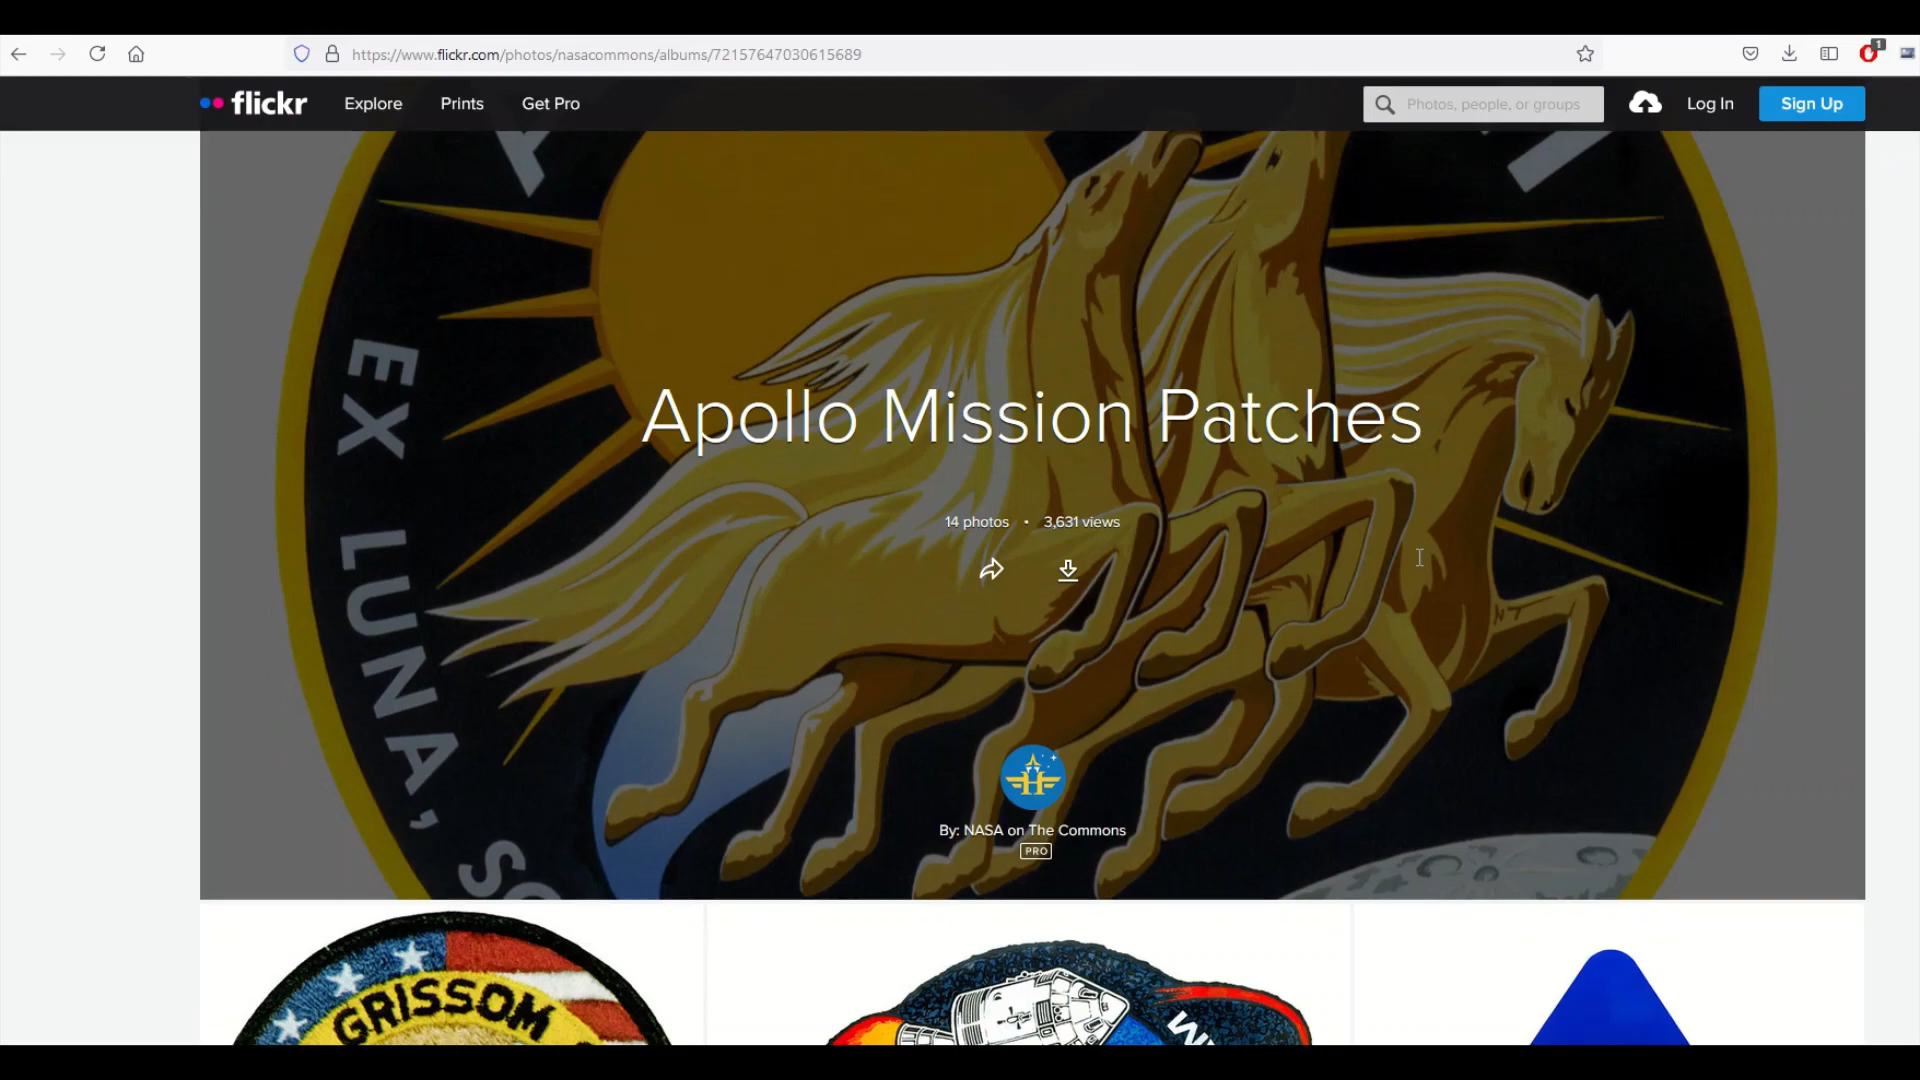 https://www.flickr.com/photos/nasacommons/albums/72157647030615689
1
flickr
Explore
Prints
Get Pro
Photos, people, or groups
Log In
Sign Up
EX LUNA,
Apollo Mission Patches
14 photos • 3,631 views
By: NASA on The Commons
PRO
GRISSOM